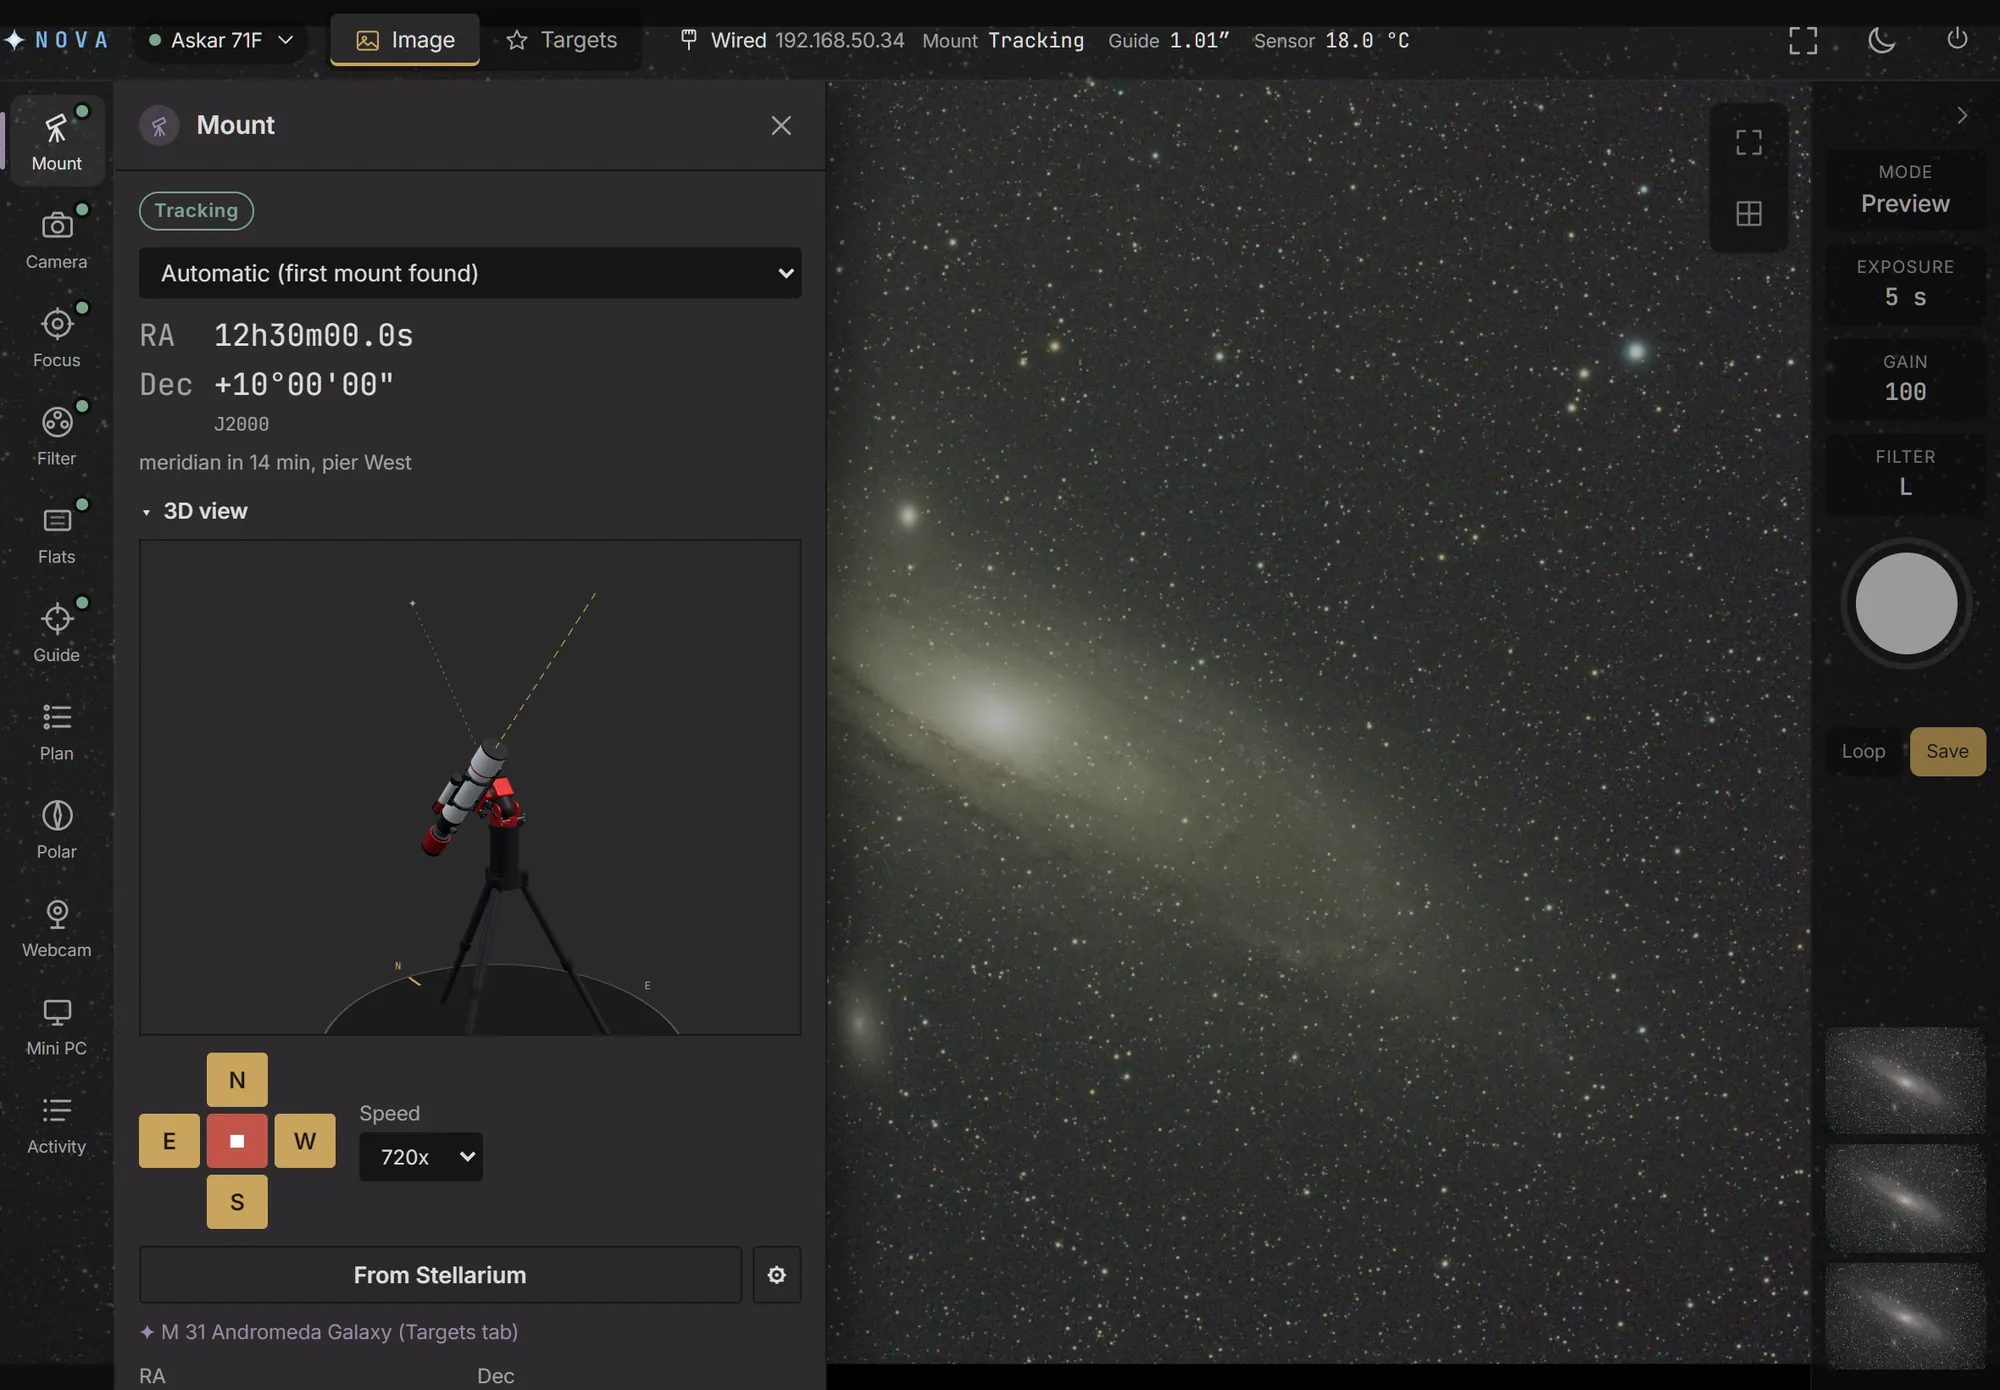 NOVA
Askar 71F
Image
Targets
Wired 192.168.50.34
Mount Tracking
Guide 1.01″
Sensor 18.0 °C
Mount
Camera
Focus
Filter
Flats
Guide
Plan
Polar
Webcam
Mini PC
Activity
Mount
Tracking
Automatic (first mount found)
RA 12h30m00.0s
Dec +10°00'00"
J2000
meridian in 14 min, pier West
3D view
N
E
N
E
W
S
Speed
720x
From Stellarium
M 31 Andromeda Galaxy (Targets tab)
RA
Dec
MODE
Preview
EXPOSURE
5 s
GAIN
100
FILTER
L
Loop
Save